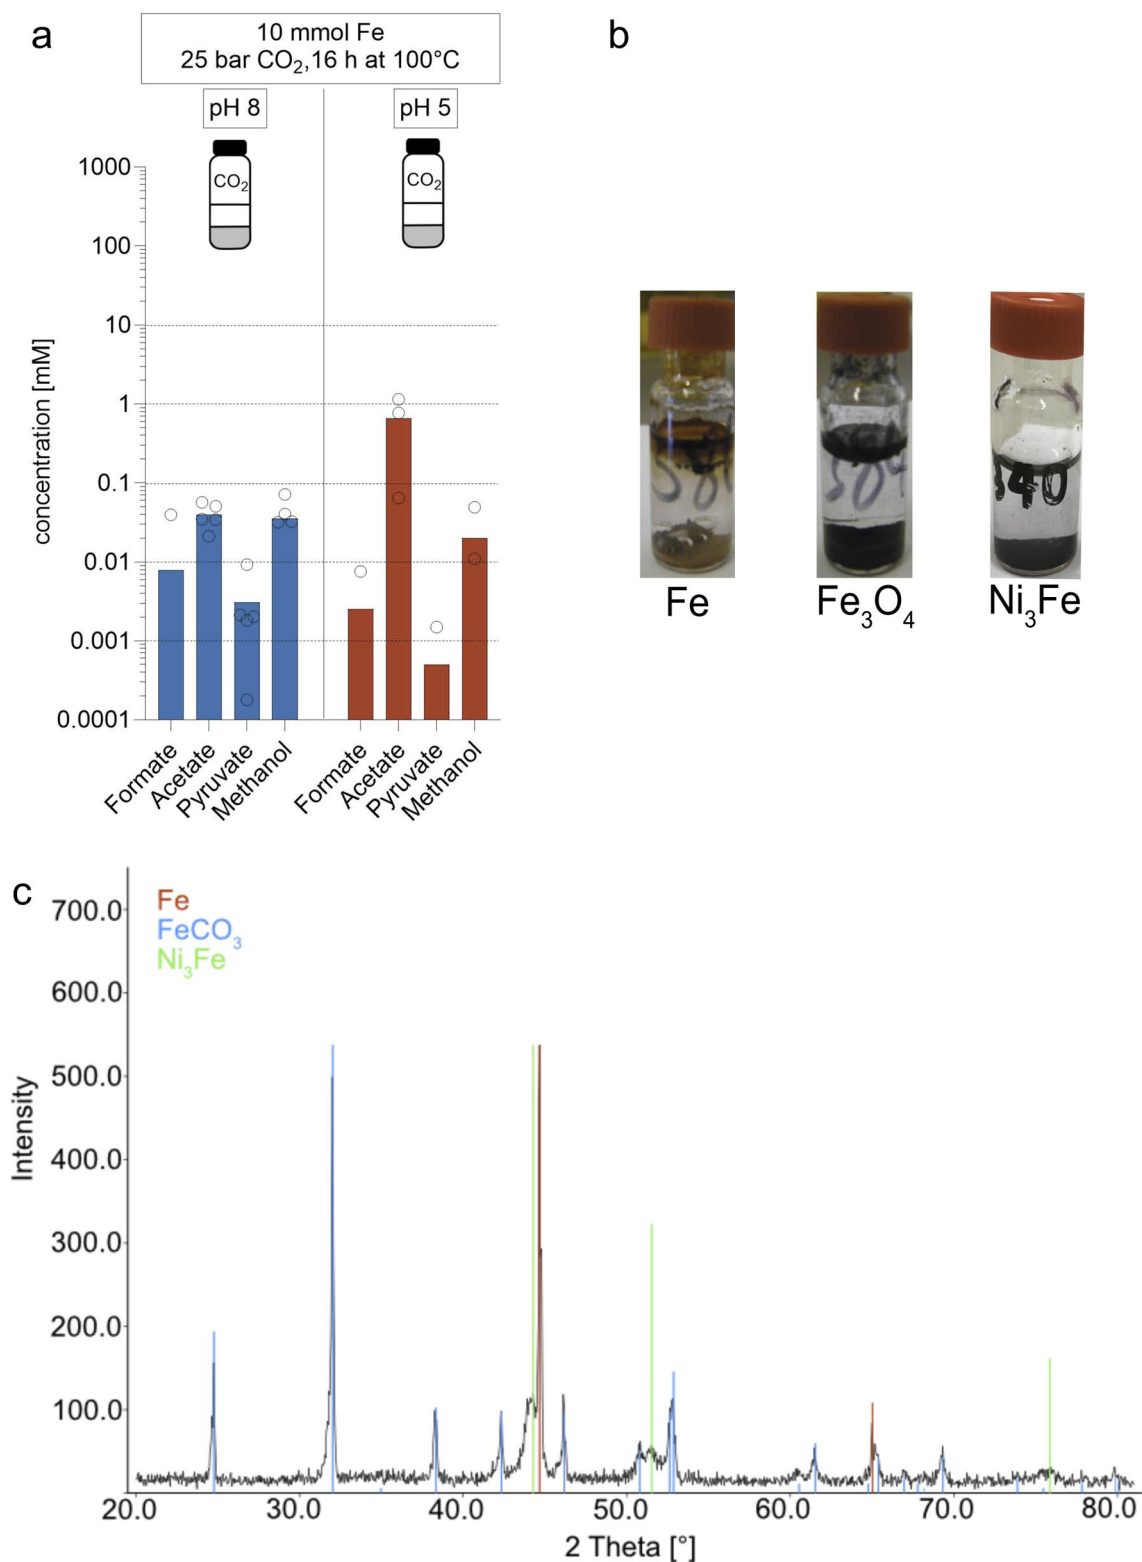 a
10 mmol Fe
25 bar CO₂,16 h at 100°C
pH 8
pH 5
CO₂
CO₂
1000
100
10
1
0.1
0.01
0.001
0.0001
concentration [mM]
Formate
Acetate
Pyruvate
Methanol
Formate
Acetate
Pyruvate
Methanol
b
340
Fe
Fe₃O₄
Ni₃Fe
c
Fe
FeCO₃
Ni₃Fe
700.0
600.0
500.0
400.0
300.0
200.0
100.0
Intensity
20.0
30.0
40.0
50.0
60.0
70.0
80.0
2 Theta [°]